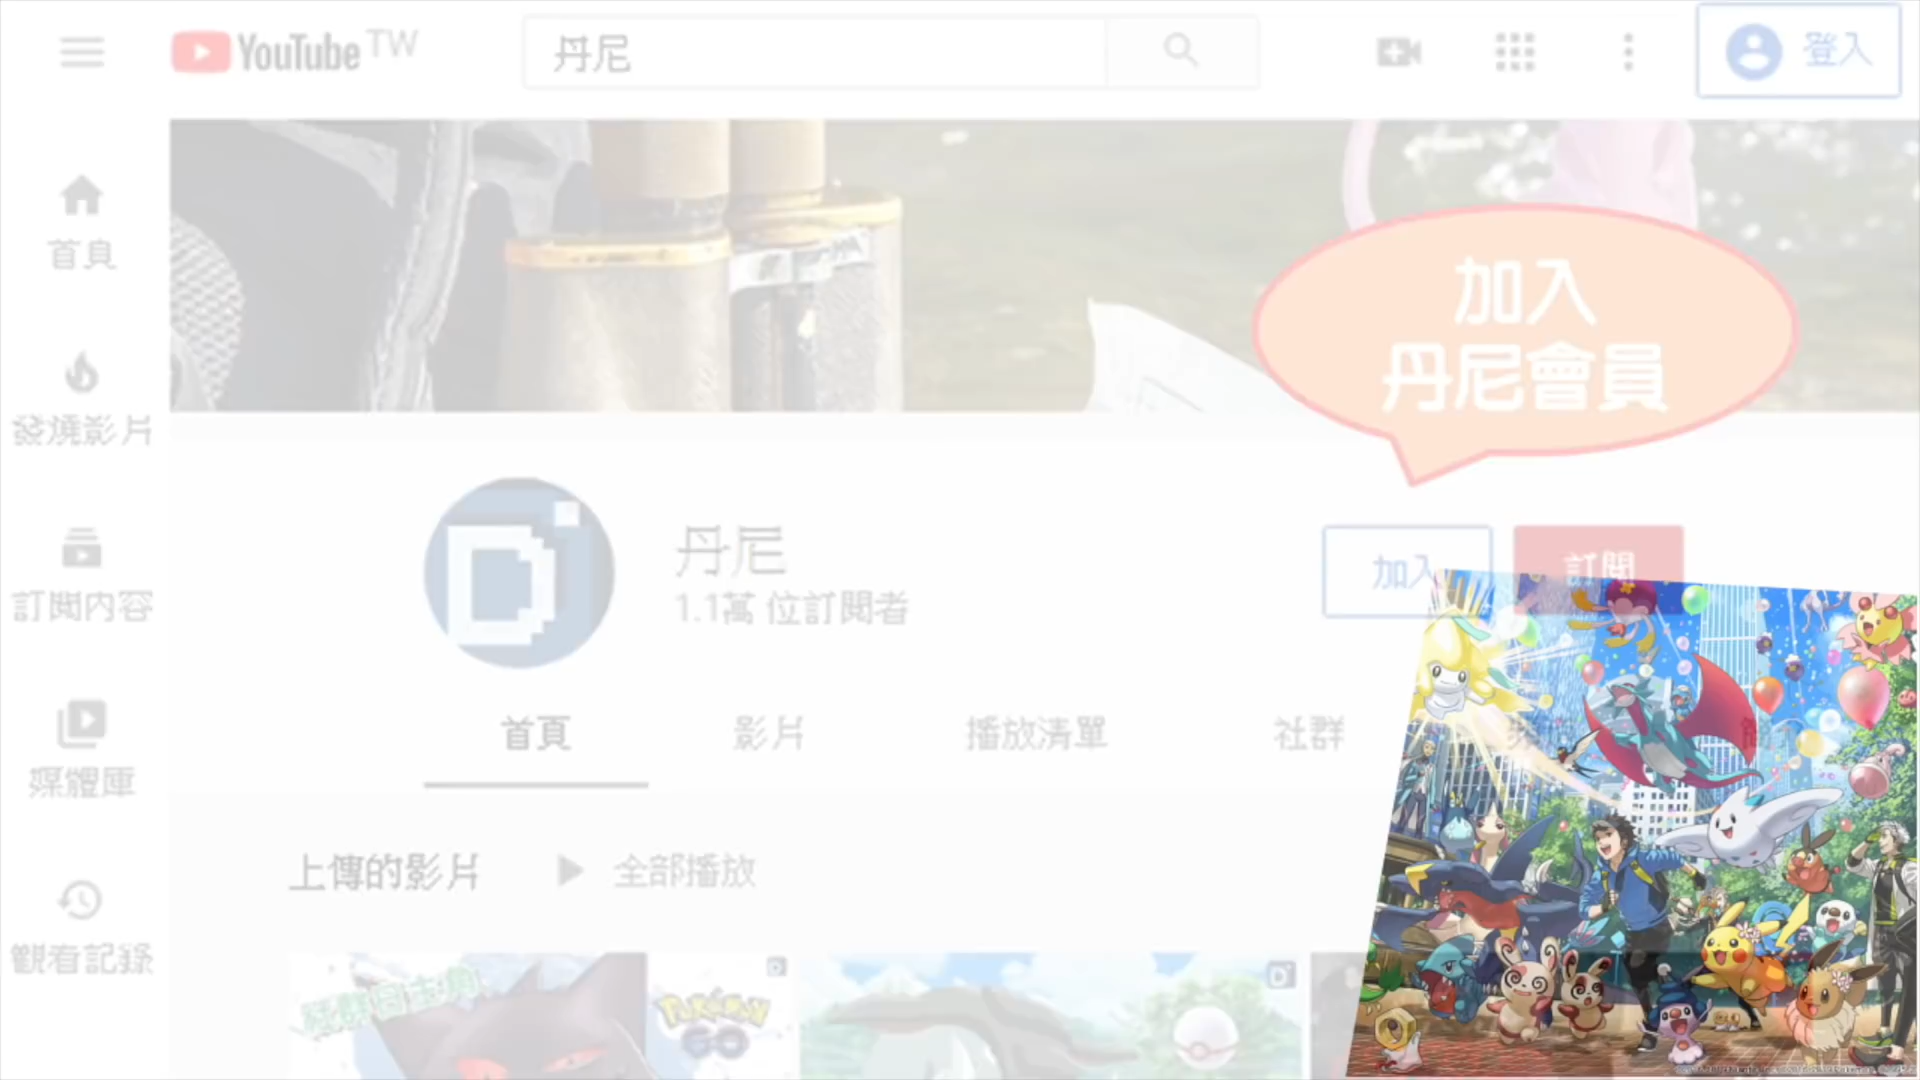 YouTube TW
丹尼
登入
首頁
發燒影片
訂閱內容
媒體庫
觀看記錄
加入
丹尼會員
丹尼
1.1萬 位訂閱者
加入
訂閱
首頁
影片
播放清單
社群
上傳的影片
全部播放
POKÉMON
GO